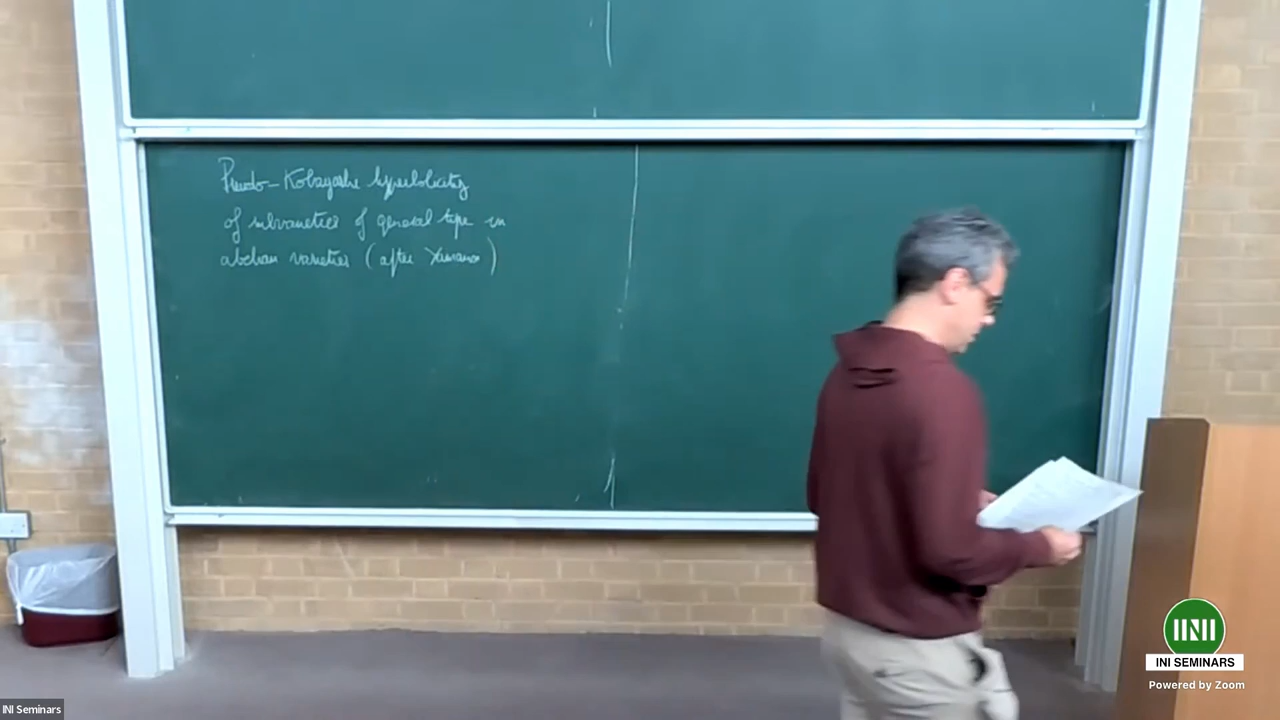 Pseudo-Kobayashi hyperbolicity
of subvarieties of general type in
abelian varieties (after Yamanoi)
INI
INI SEMINARS
Powered by Zoom
INI Seminars